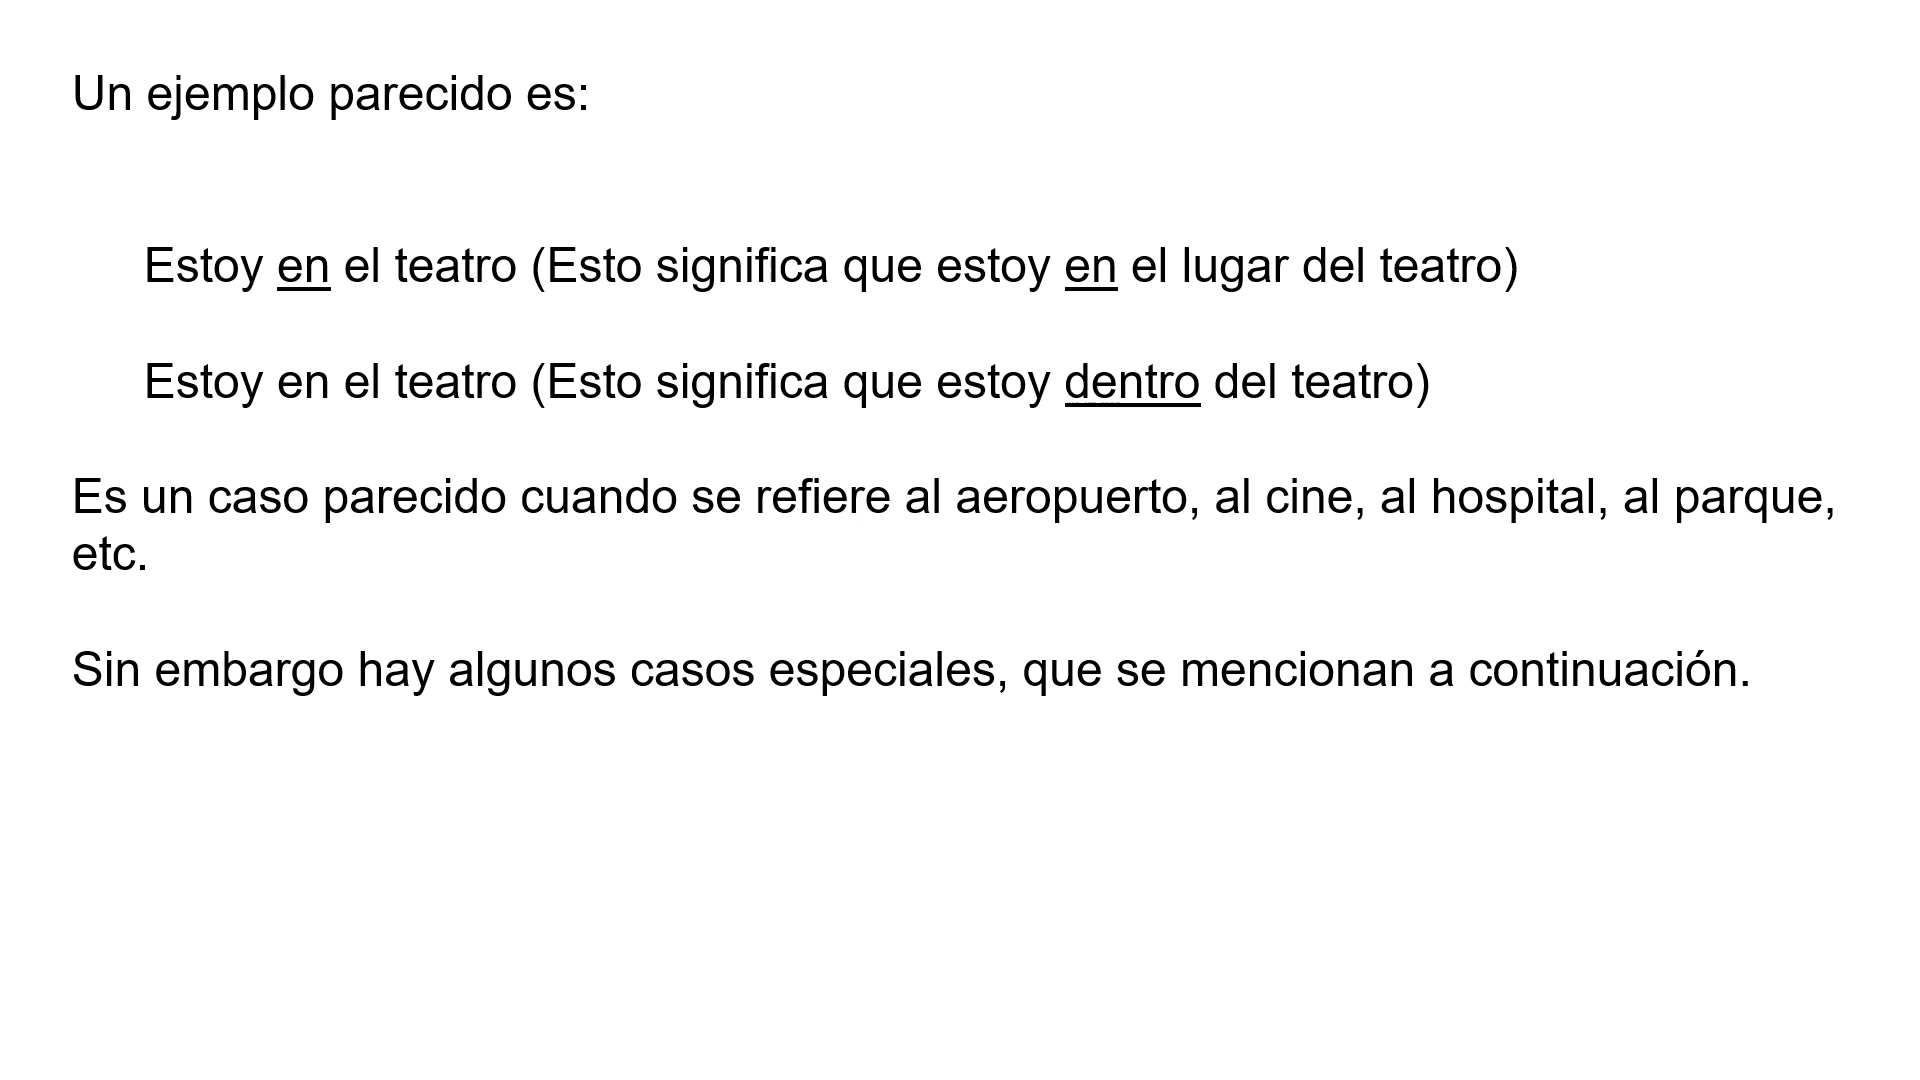 Un ejemplo parecido es:
Estoy en el teatro (Esto significa que estoy en el lugar del teatro)
Estoy en el teatro (Esto significa que estoy dentro del teatro)
Es un caso parecido cuando se refiere al aeropuerto, al cine, al hospital, al parque,
etc.
Sin embargo hay algunos casos especiales, que se mencionan a continuación.